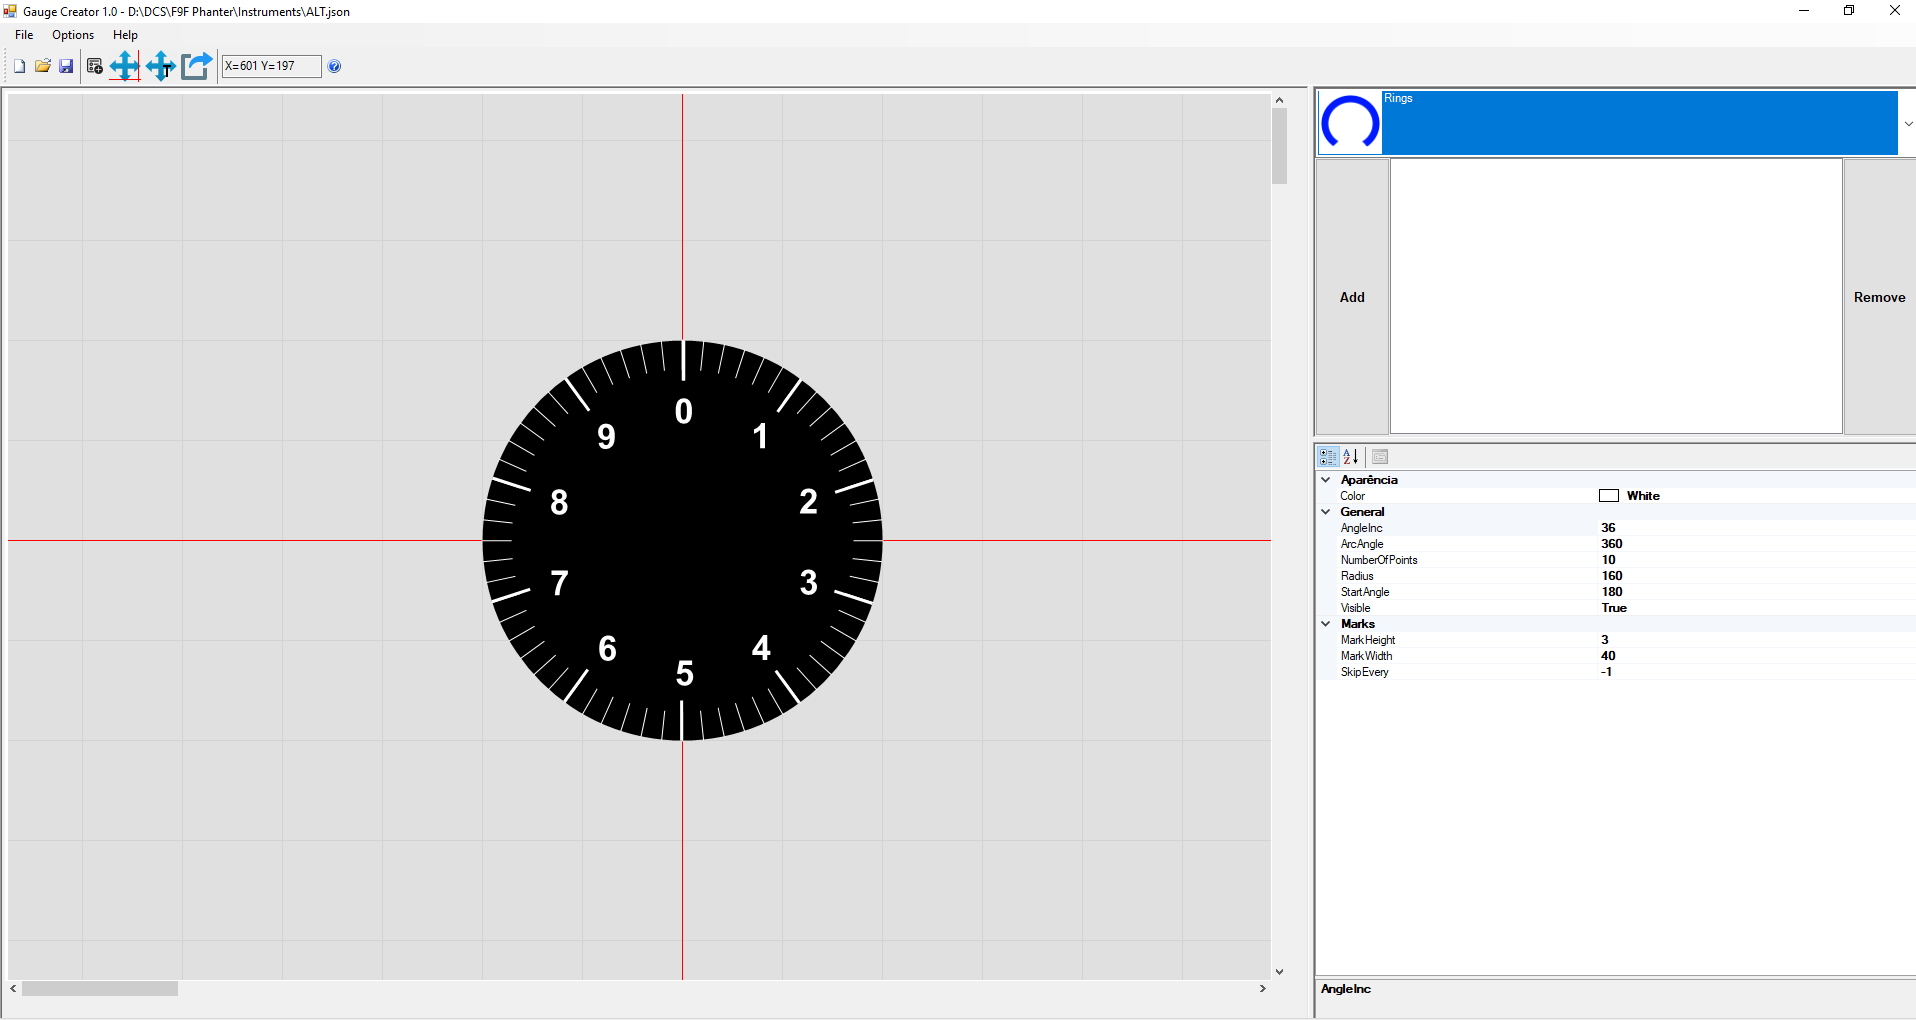 Gauge Creator 1.0 - D:\DCS\F9F Phanter\Instruments\ALT.json
File Options Help
T X=601 Y=197 ?
Rings
Add
Remove
0
9 1
8 2
7 3
6 4
5
A
Z
Aparência
Color White
General
AngleInc 36
ArcAngle 360
NumberOfPoints 10
Radius 160
StartAngle 180
Visible True
Marks
MarkHeight 3
MarkWidth 40
SkipEvery -1
AngleInc